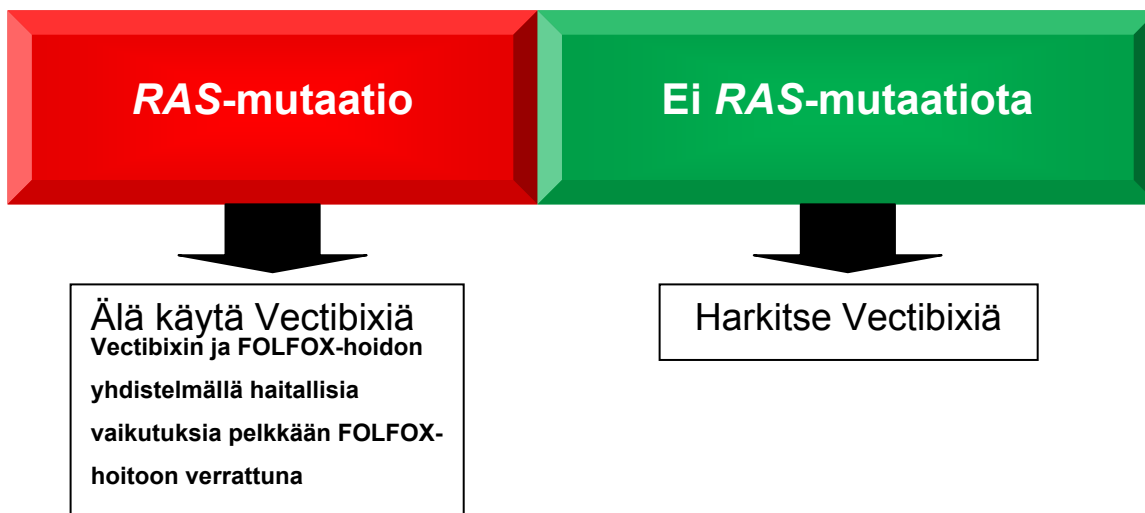 RAS-mutaatio
Ei RAS-mutaatiota
Älä käytä Vectibixiä
Vectibixin ja FOLFOX-hoidon
yhdistelmällä haitallisia
vaikutuksia pelkkään FOLFOX-
hoitoon verrattuna
Harkitse Vectibixiä